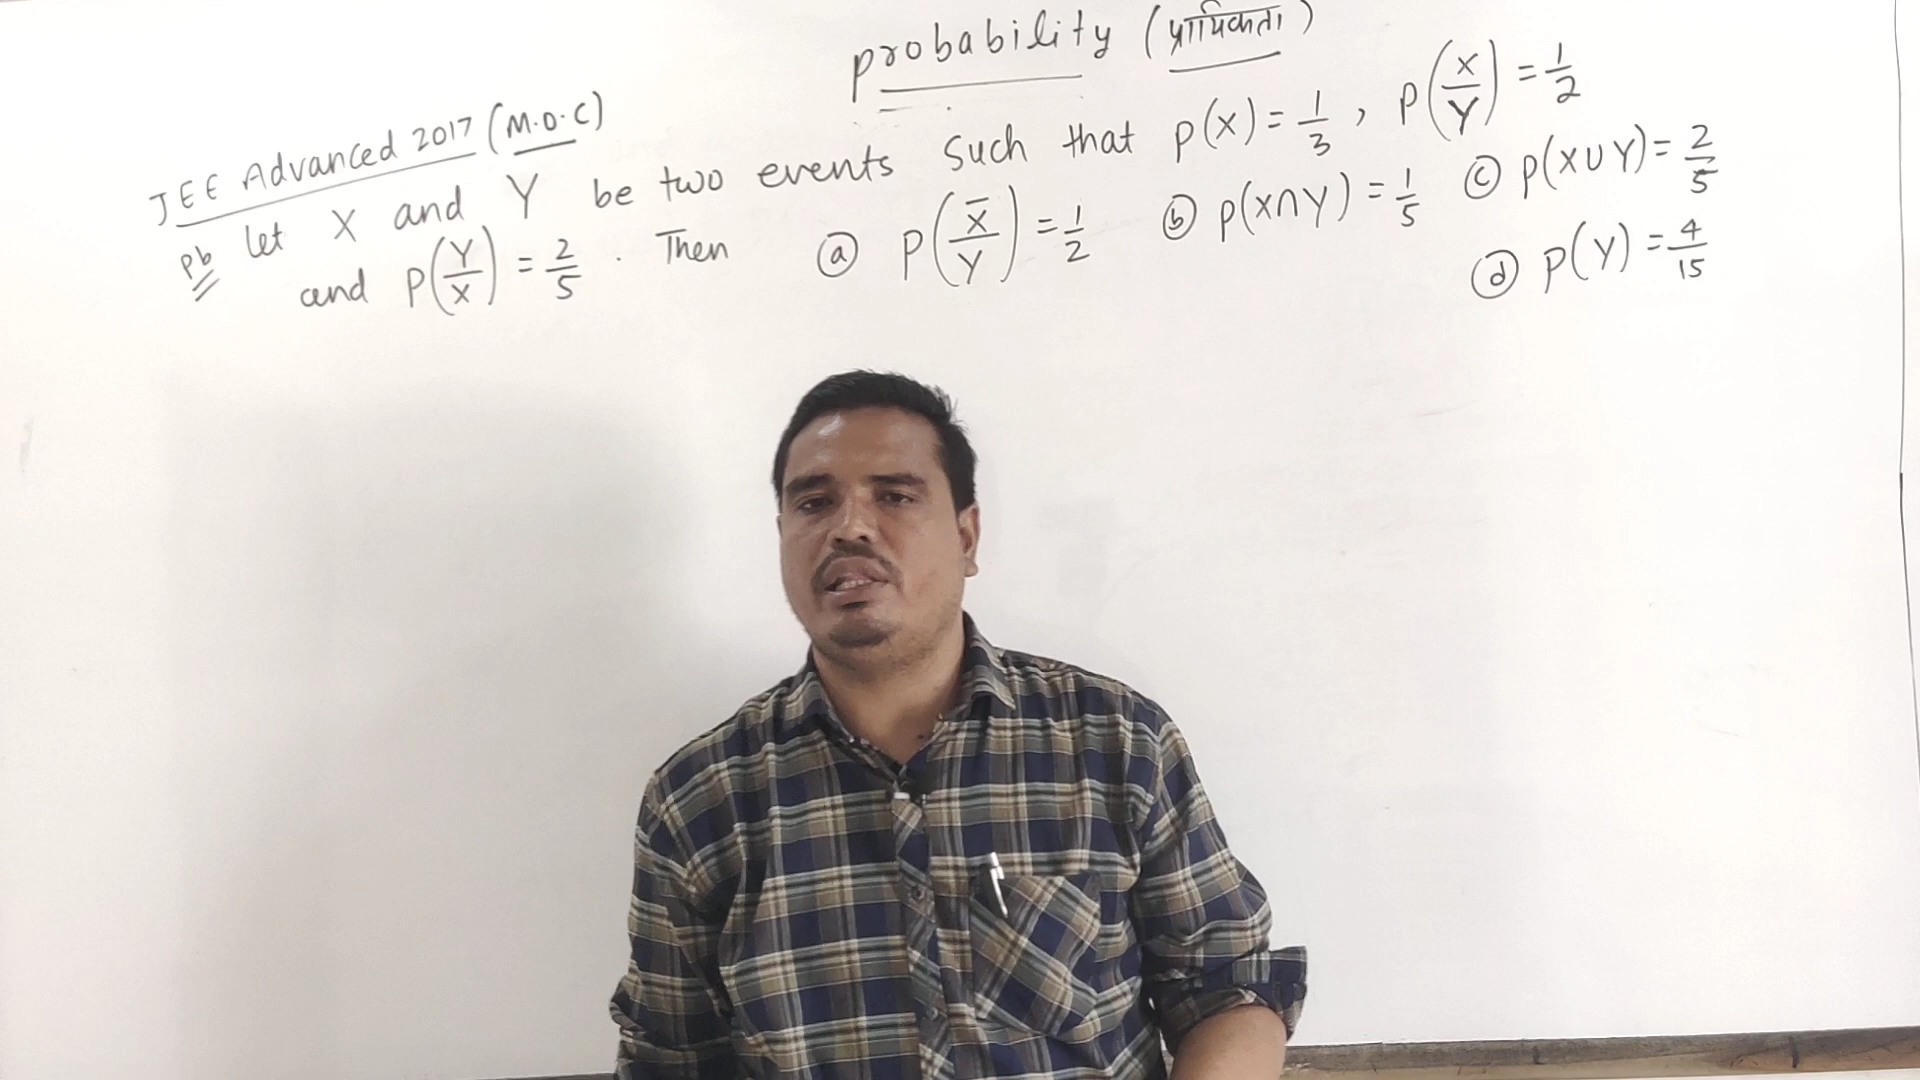 probability (प्रायिकता)
JEE Advanced 2017 (M.O.C)
Pb let X and Y be two events Such that P(X) = 1/3, P(X/Y) = 1/2
and P(Y/X) = 2/5. Then ⓐ P(X̄/Y) = 1/2 ⓑ P(X∩Y) = 1/5 ⓒ P(X∪Y) = 2/5
ⓓ P(Y) = 4/15